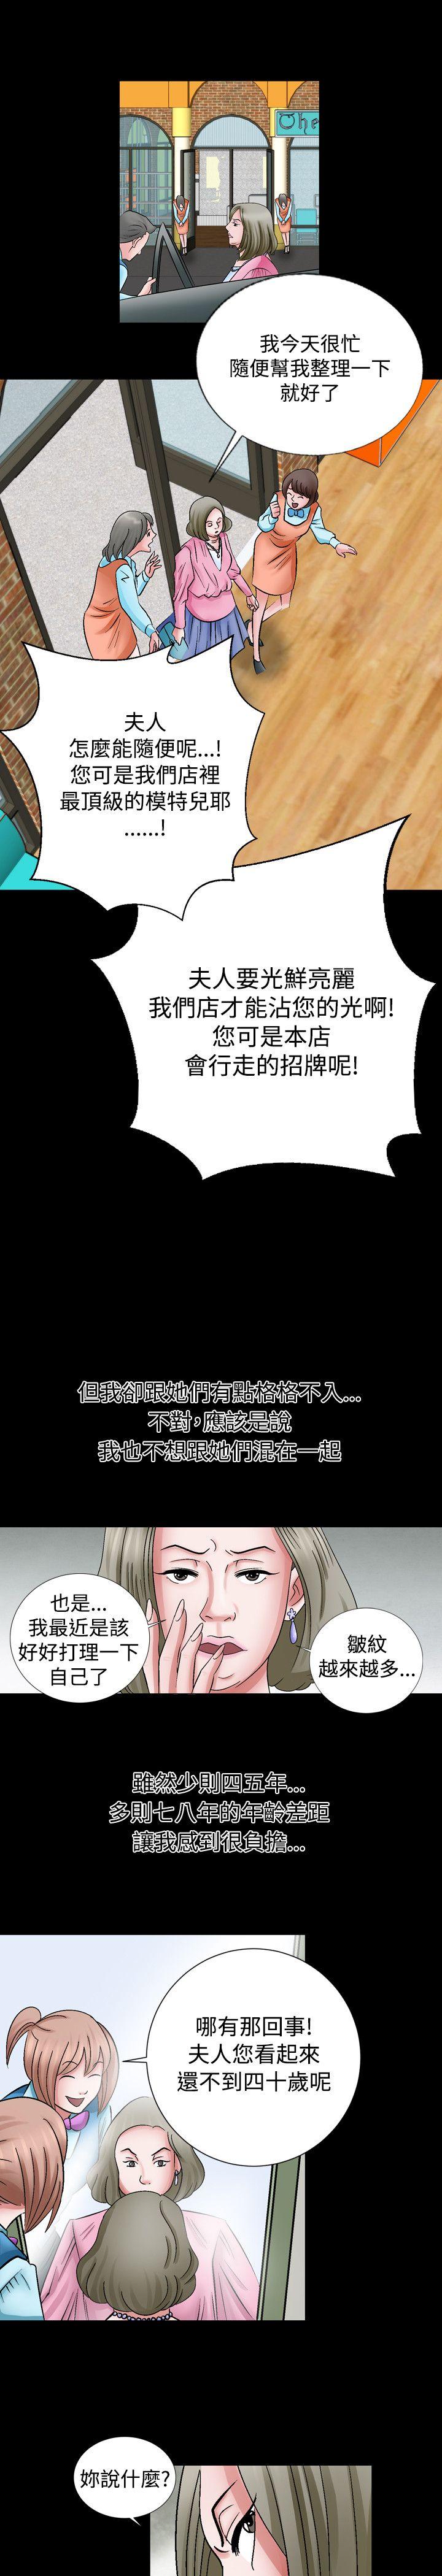 The
我今天很忙
隨便幫我整理一下
就好了
夫人
怎麼能隨便呢...!
您可是我們店裡
最頂級的模特兒耶
......!
夫人要光鮮亮麗
我們店才能沾您的光啊!
您可是本店
會行走的招牌呢!
但我卻跟她們有點格格不入...
不對，應該是說
我也不想跟她們混在一起
也是...
我最近是該
好好打理一下
自己了
皺紋
越來越多...
雖然少則四五年...
多則七八年的年齡差距
讓我感到很負擔...
哪有那回事!
夫人您看起來
還不到四十歲呢
妳說什麼?